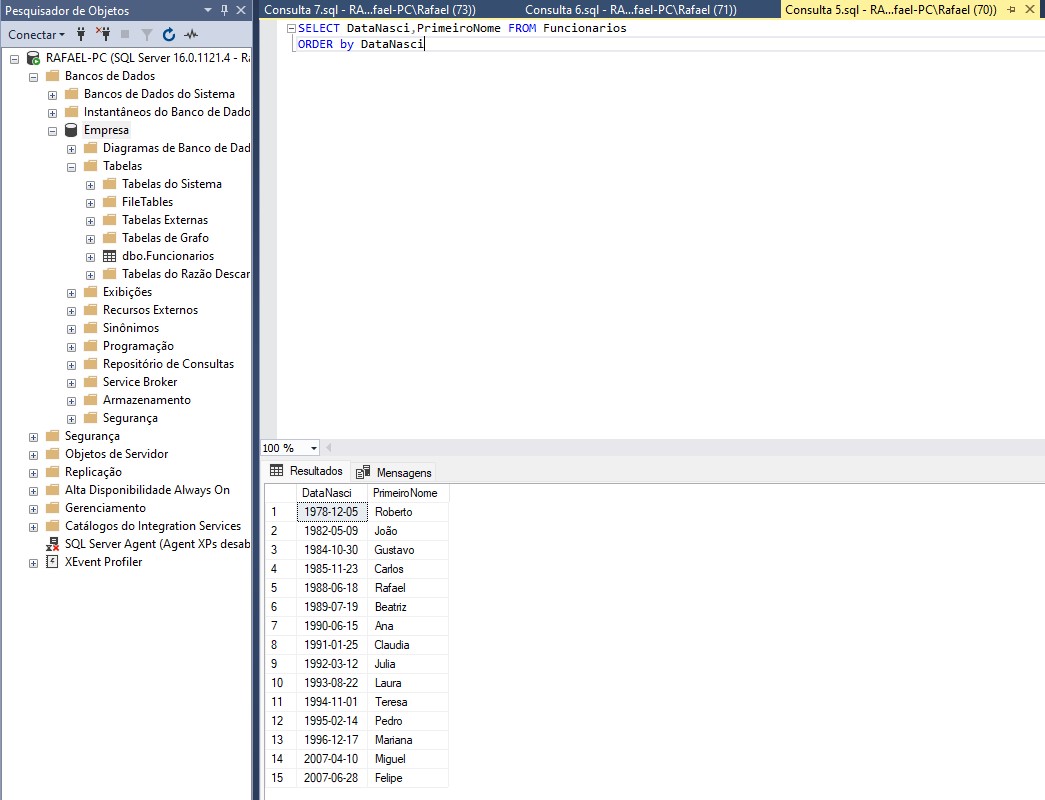 Pesquisador de Objetos
Conectar
RAFAEL-PC (SQL Server 16.0.1121.4 - R
Bancos de Dados
Bancos de Dados do Sistema
Instantâneos do Banco de Dado
Empresa
Diagramas de Banco de Dad
Tabelas
Tabelas do Sistema
FileTables
Tabelas Externas
Tabelas de Grafo
dbo.Funcionarios
Tabelas do Razão Descar
Exibições
Recursos Externos
Sinônimos
Programação
Repositório de Consultas
Service Broker
Armazenamento
Segurança
Segurança
Objetos de Servidor
Replicação
Alta Disponibilidade Always On
Gerenciamento
Catálogos do Integration Services
SQL Server Agent (Agent XPs desab
XEvent Profiler
Consulta 7.sql - RA...fael-PC\Rafael (73)) Consulta 6.sql - RA...fael-PC\Rafael (71)) Consulta 5.sql - RA...fael-PC\Rafael (70))
SELECT DataNasci,PrimeiroNome FROM Funcionarios
ORDER by DataNasci
100 %
Resultados Mensagens
DataNasci PrimeiroNome
1 1978-12-05 Roberto
2 1982-05-09 João
3 1984-10-30 Gustavo
4 1985-11-23 Carlos
5 1988-06-18 Rafael
6 1989-07-19 Beatriz
7 1990-06-15 Ana
8 1991-01-25 Claudia
9 1992-03-12 Julia
10 1993-08-22 Laura
11 1994-11-01 Teresa
12 1995-02-14 Pedro
13 1996-12-17 Mariana
14 2007-04-10 Miguel
15 2007-06-28 Felipe